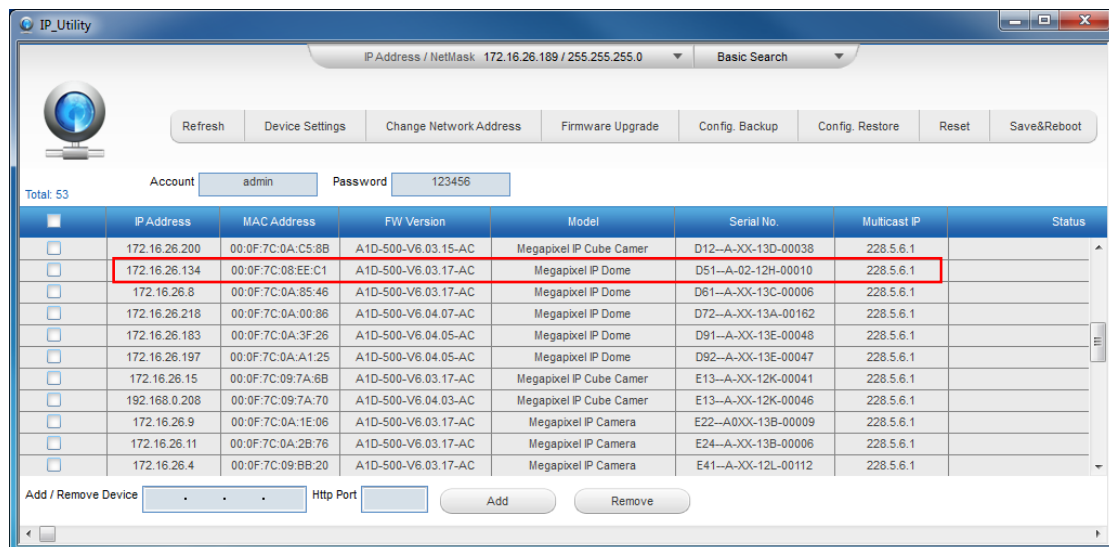 IP_Utility
IP Address / NetMask 172.16.26.189 / 255.255.255.0 Basic Search
Refresh Device Settings Change Network Address Firmware Upgrade Config. Backup Config. Restore Reset Save&Reboot
Account admin Password 123456
Total: 53
IP Address MAC Address FW Version Model Serial No. Multicast IP Status
172.16.26.200 00:0F:7C:0A:C5:8B A1D-500-V6.03.15-AC Megapixel IP Cube Camer D12--A-XX-13D-00038 228.5.6.1
172.16.26.134 00:0F:7C:08:EE:C1 A1D-500-V6.03.17-AC Megapixel IP Dome D51--A-02-12H-00010 228.5.6.1
172.16.26.8 00:0F:7C:0A:85:46 A1D-500-V6.03.17-AC Megapixel IP Dome D61--A-XX-13C-00006 228.5.6.1
172.16.26.218 00:0F:7C:0A:00:86 A1D-500-V6.04.07-AC Megapixel IP Dome D72--A-XX-13A-00162 228.5.6.1
172.16.26.183 00:0F:7C:0A:3F:26 A1D-500-V6.04.05-AC Megapixel IP Dome D91--A-XX-13E-00048 228.5.6.1
172.16.26.197 00:0F:7C:0A:A1:25 A1D-500-V6.04.05-AC Megapixel IP Dome D92--A-XX-13E-00047 228.5.6.1
172.16.26.15 00:0F:7C:09:7A:6B A1D-500-V6.03.17-AC Megapixel IP Cube Camer E13--A-XX-12K-00041 228.5.6.1
192.168.0.208 00:0F:7C:09:7A:70 A1D-500-V6.04.03-AC Megapixel IP Cube Camer E13--A-XX-12K-00046 228.5.6.1
172.16.26.9 00:0F:7C:0A:1E:06 A1D-500-V6.03.17-AC Megapixel IP Camera E22--A0XX-13B-00009 228.5.6.1
172.16.26.11 00:0F:7C:0A:2B:76 A1D-500-V6.03.17-AC Megapixel IP Camera E24--A-XX-13B-00006 228.5.6.1
172.16.26.4 00:0F:7C:09:BB:20 A1D-500-V6.03.17-AC Megapixel IP Camera E41--A-XX-12L-00112 228.5.6.1
Add / Remove Device . . . Http Port Add Remove